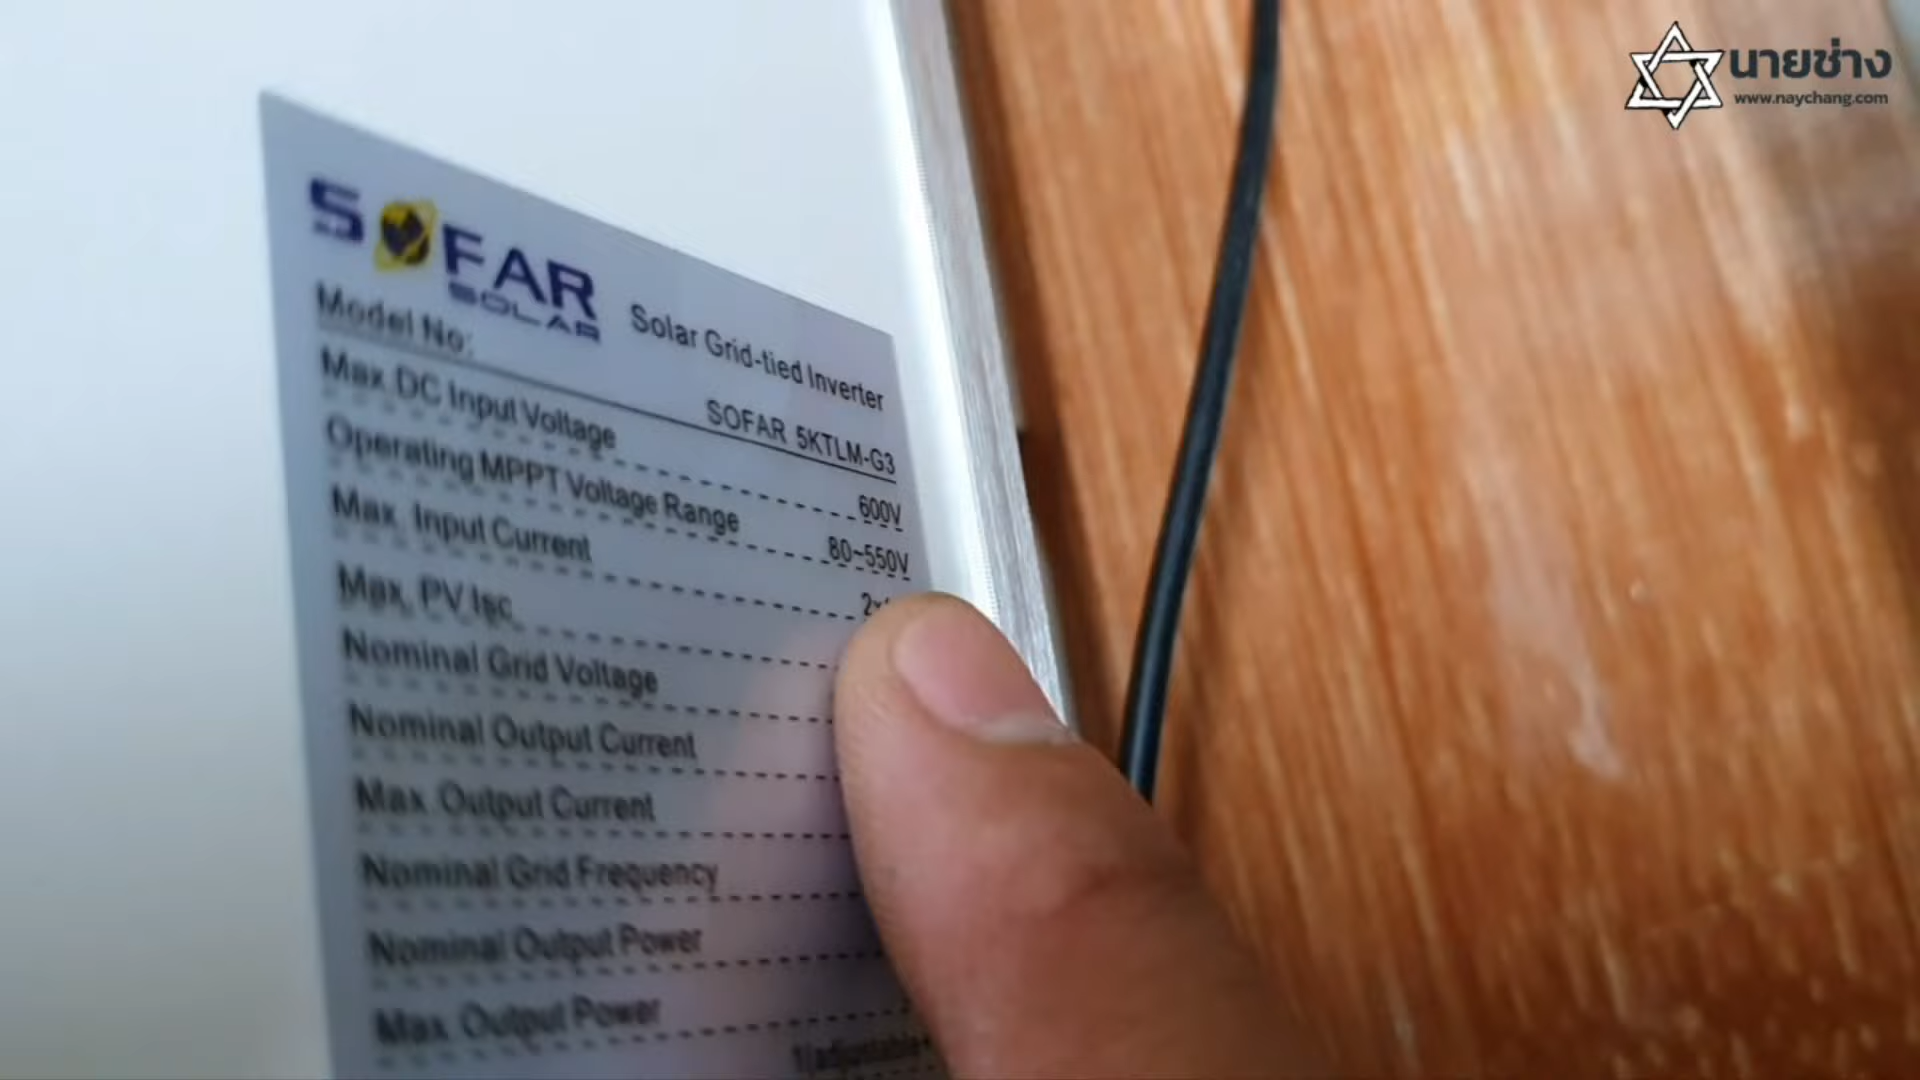 นายช่าง
www.naychang.com
SOFAR
SOLAR
Solar Grid-tied Inverter
Model No: SOFAR 5KTLM-G3
Max.DC Input Voltage 600V
Operating MPPT Voltage Range 80~550V
Max. Input Current
Max. PV Isc
Nominal Grid Voltage
Nominal Output Current
Max. Output Current
Nominal Grid Frequency
Nominal Output Power
Max. Output Power